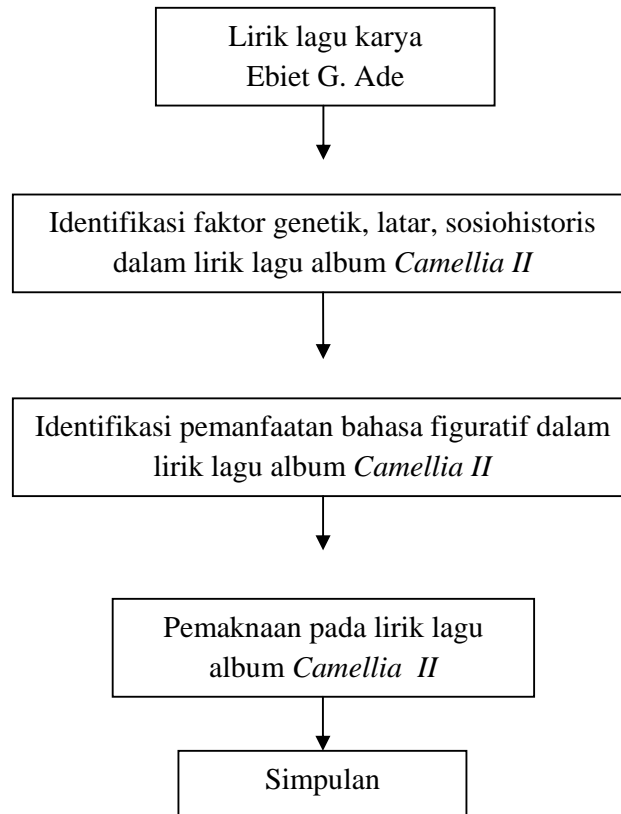 Lirik lagu karya
Ebiet G. Ade
Identifikasi faktor genetik, latar, sosiohistoris
dalam lirik lagu album Camellia II
Identifikasi pemanfaatan bahasa figuratif dalam
lirik lagu album Camellia II
Pemaknaan pada lirik lagu
album Camellia II
Simpulan